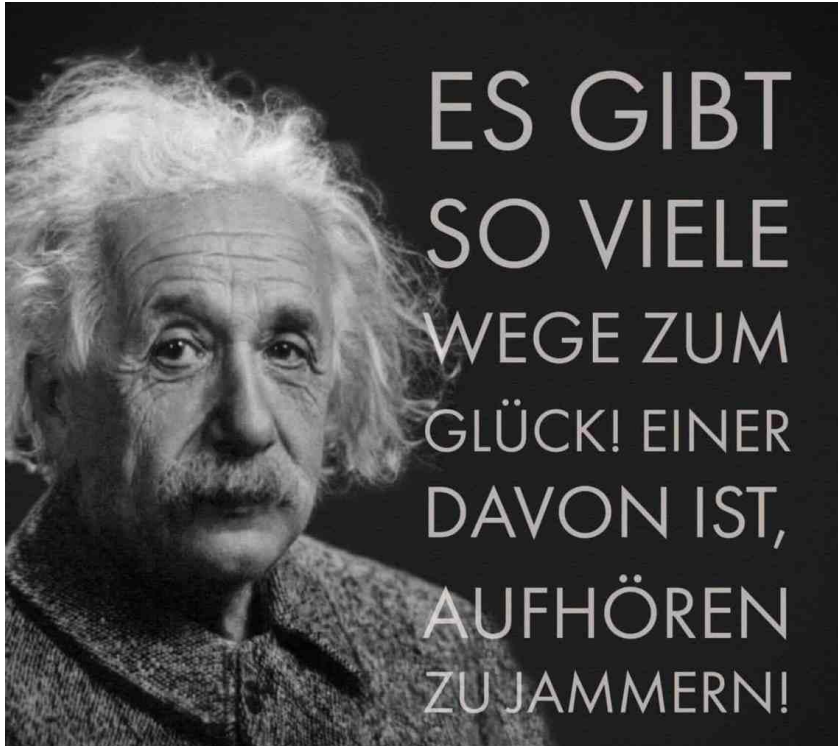 ES GIBT
SO VIELE
WEGE ZUM
GLÜCK! EINER
DAVON IST,
AUFHÖREN
ZU JAMMERN!